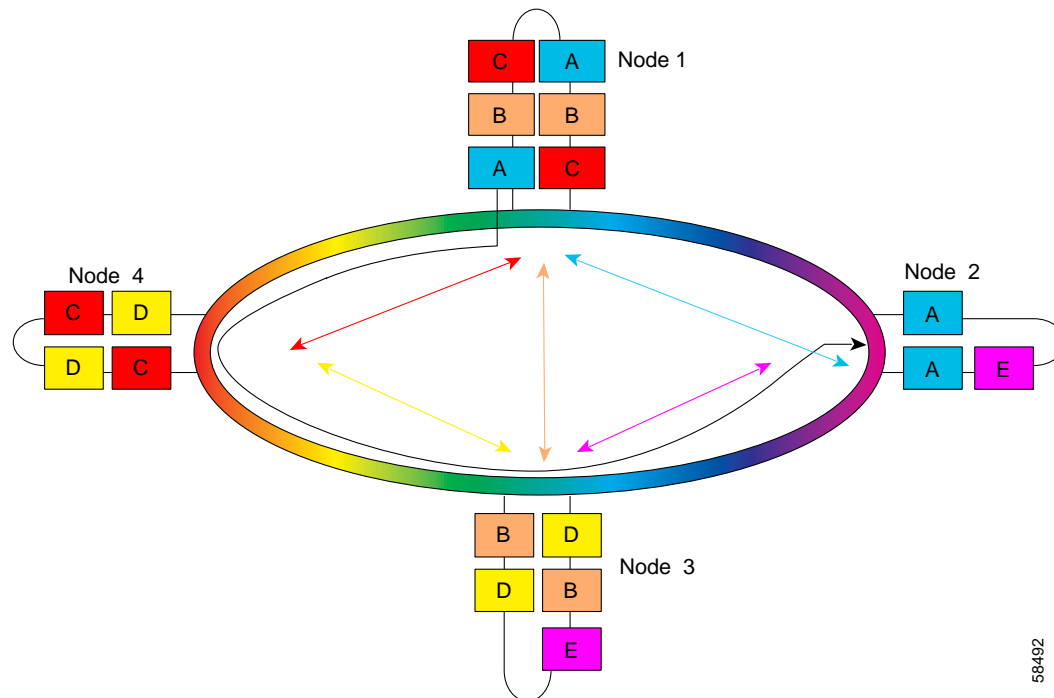 C A Node 1
B B
A C
Node 4
C D
D C
Node 2
A
A E
B D
D B
E
Node 3
58492